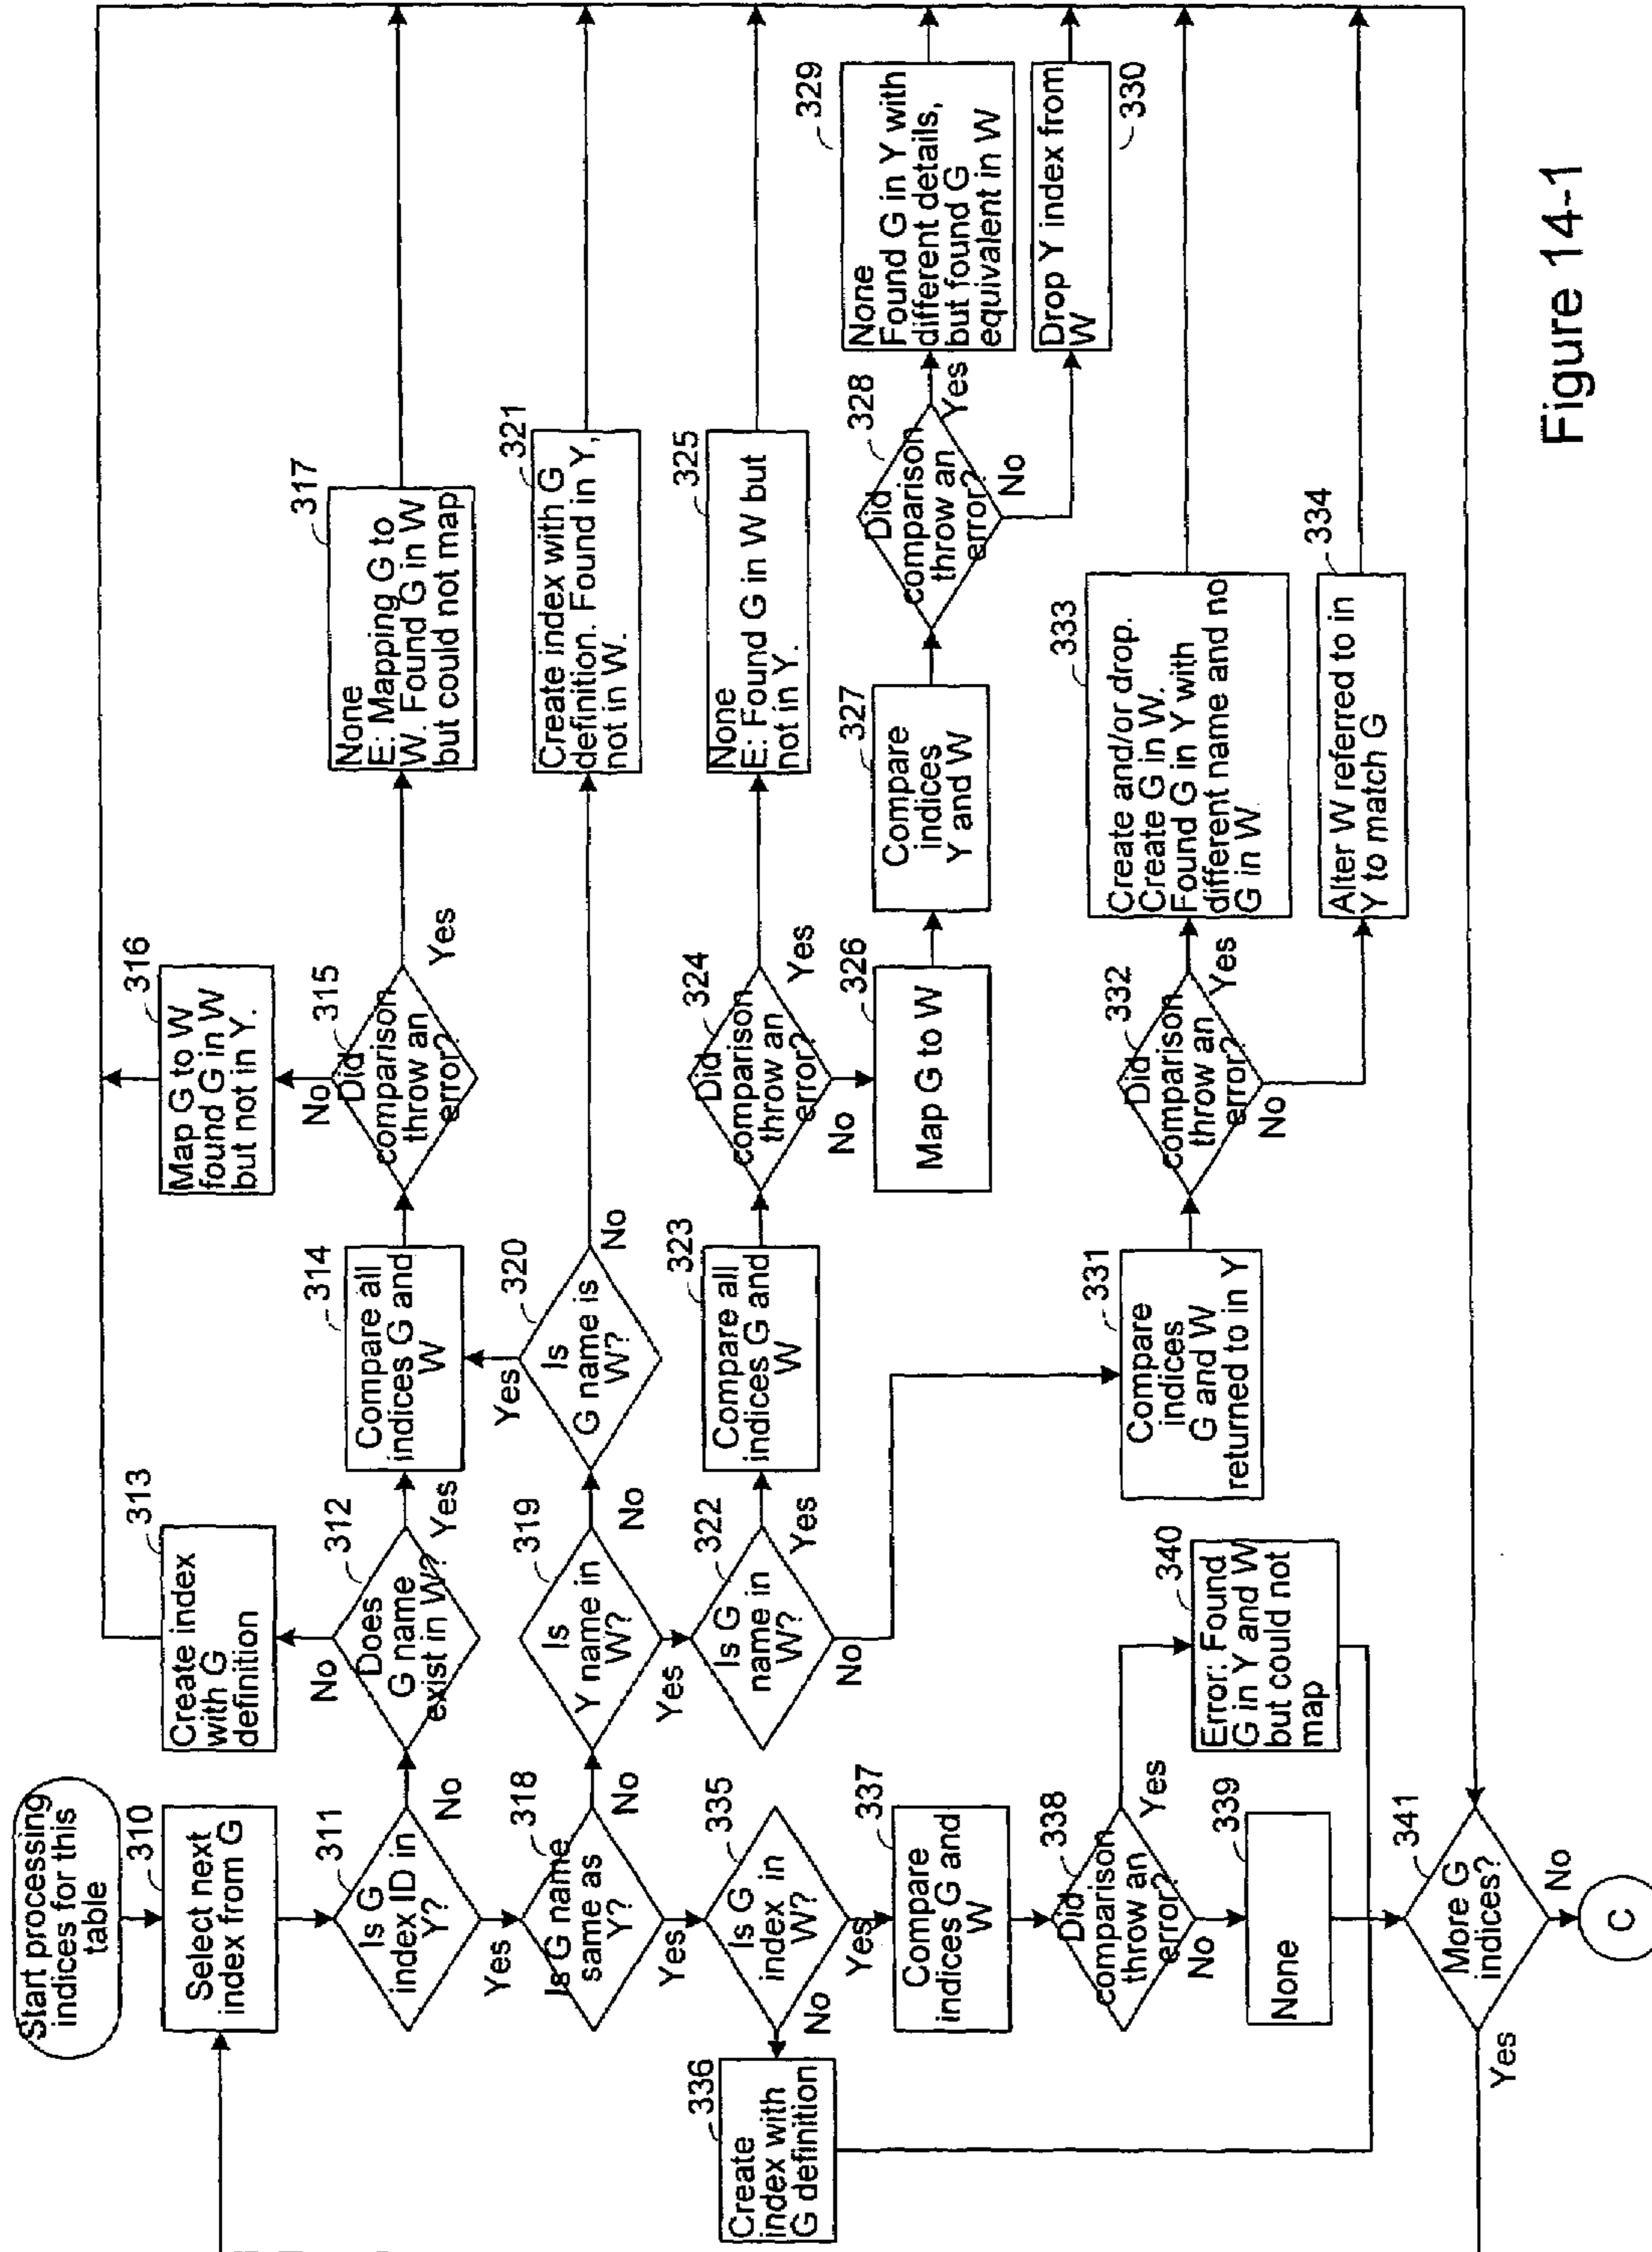 Start processing
indices for this
table
310
Select next
index from G
311
Is G
index ID in
Y?
No
Yes
312
Does
G name
exist in W?
No
Yes
313
Create index
with G
definition
314
Compare all
indices G and
W
315
Did
comparison
throw an
error?
No
Yes
316
Map G to W
found G in W
but not in Y.
317
None
E: Mapping G to
W. Found G in W
but could not map
318
Is G name
same as
Y?
No
Yes
319
Is
Y name in
W?
No
Yes
320
Is
G name is
W?
Yes
No
321
Create index with G
definition. Found in Y,
not in W.
322
Is G
name in
W?
Yes
No
323
Compare all
indices G and
W
324
Did
comparison
throw an
error?
Yes
No
325
None
E: Found G in W but
not in Y.
326
Map G to W
327
Compare
indices
Y and W
328
Did
comparison
throw an
error?
Yes
No
329
None
Found G in Y with
different details,
but found G
equivalent in W
330
Drop Y index from
W
331
Compare
indices
G and W
returned to in Y
332
Did
comparison
throw an
error?
Yes
No
333
Create and/or drop.
Create G in W.
Found G in Y with
different name and no
G in W
334
Alter W referred to in
Y to match G
335
Is G
index in
W?
No
Yes
336
Create
index with
G definition
337
Compare
indices G and
W
338
Did
comparison
throw an
error?
Yes
No
339
None
340
Error: Found
G in Y and W
but could not
map
341
More G
indices?
Yes
No
C
Figure 14-1